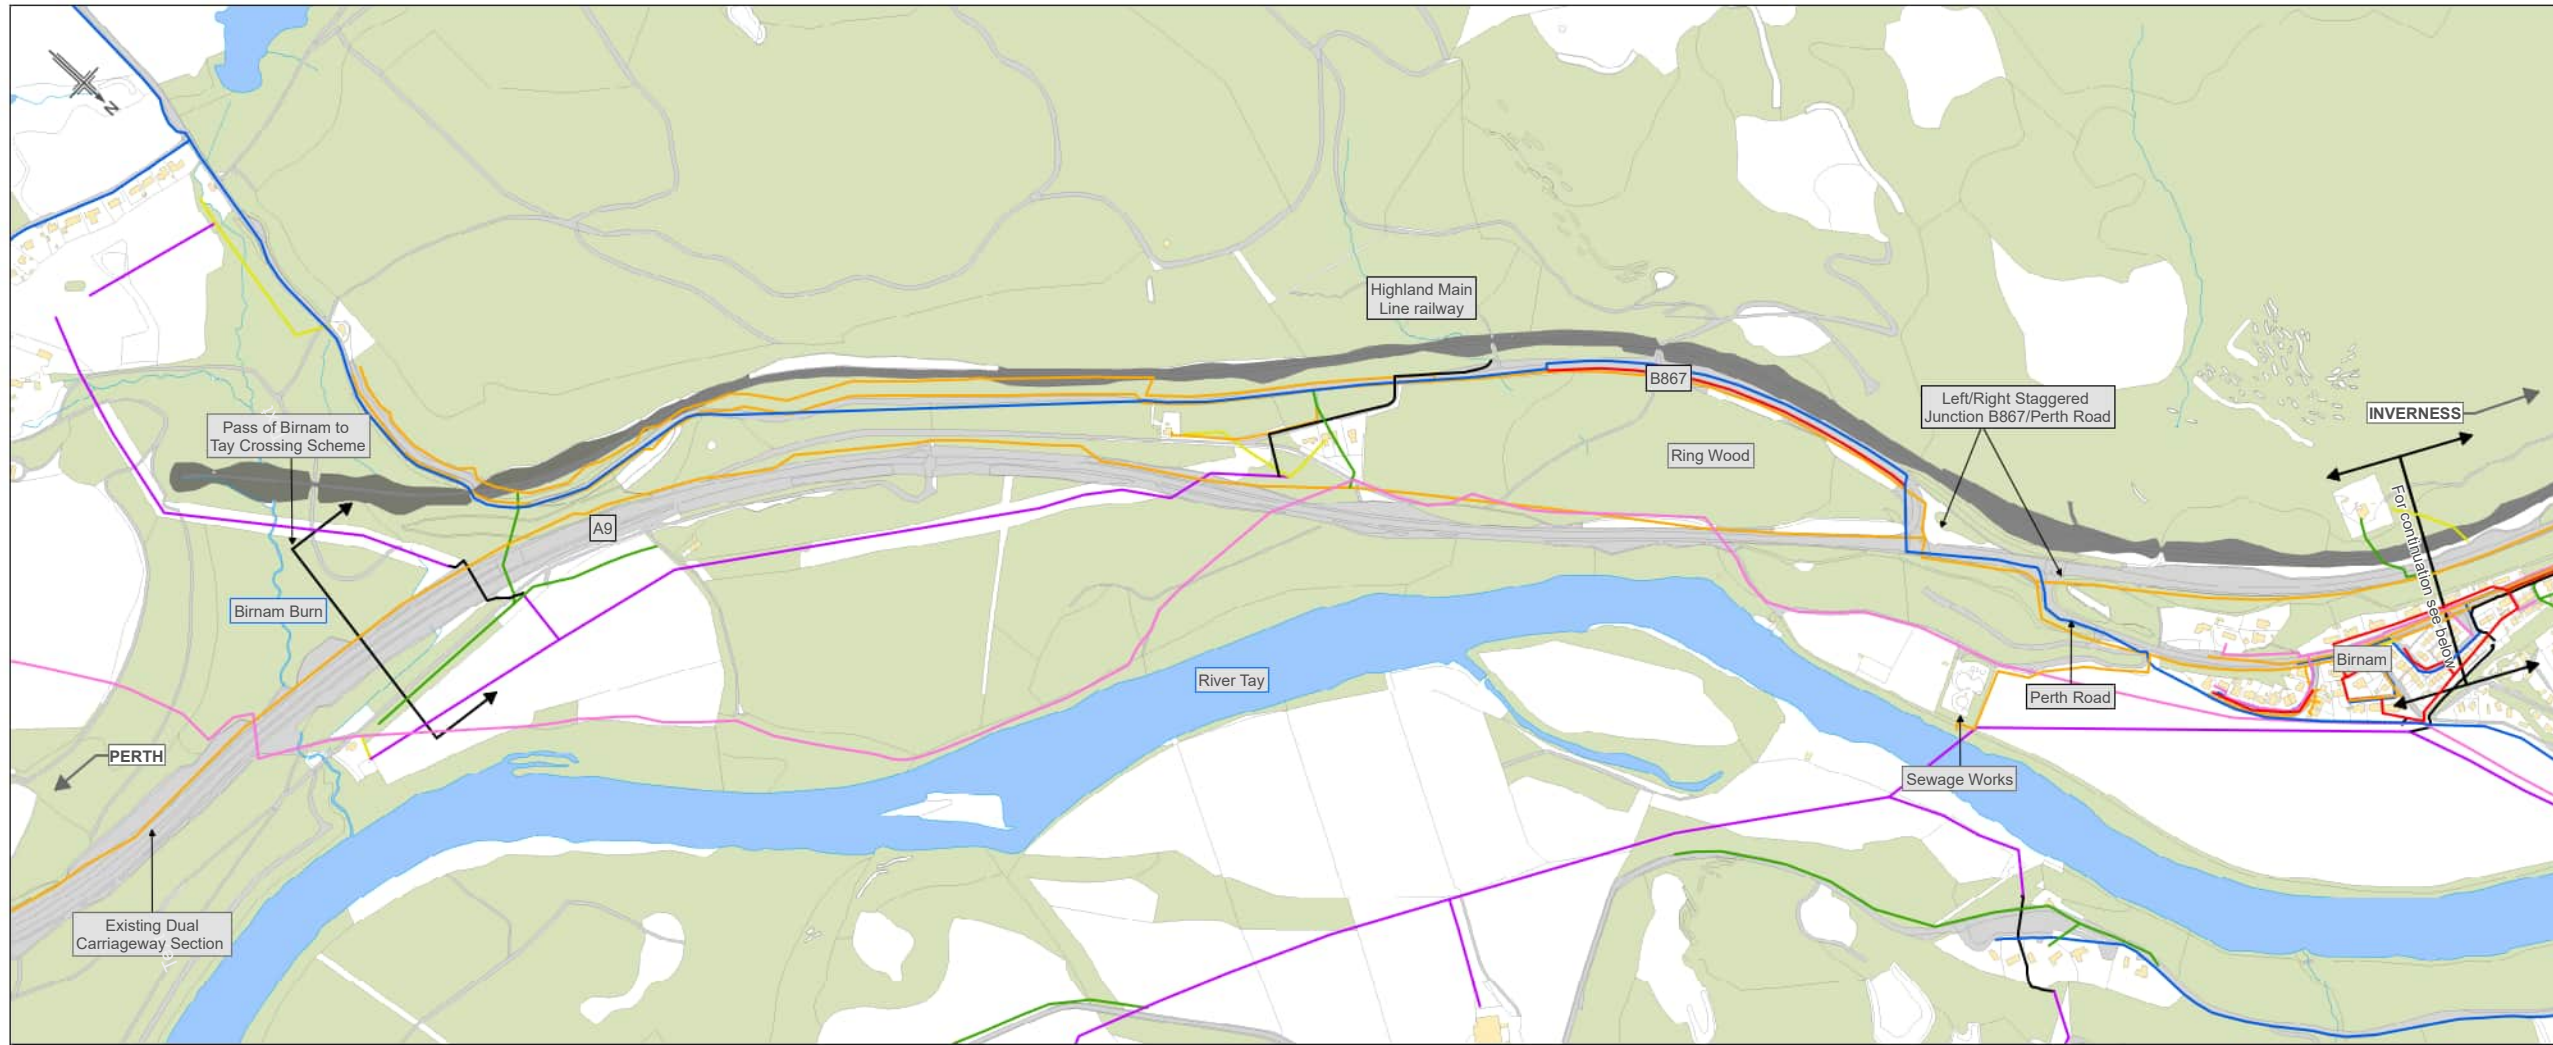 N
Highland Main
Line railway
B867
Left/Right Staggered
Junction B867/Perth Road
INVERNESS
Pass of Birnam to
Tay Crossing Scheme
Ring Wood
A9
For continuation see below
Birnam Burn
Birnam
River Tay
Perth Road
PERTH
Sewage Works
Existing Dual
Carriageway Section